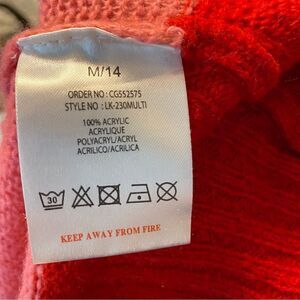 M/14
ORDER NO : CG552575
STYLE NO : LK-230MULTI
100% ACRYLIC
ACRYLIQUE
POLYACRYL/ACRYL
ACRILICO/ACRILICA
30
KEEP AWAY FROM FIRE